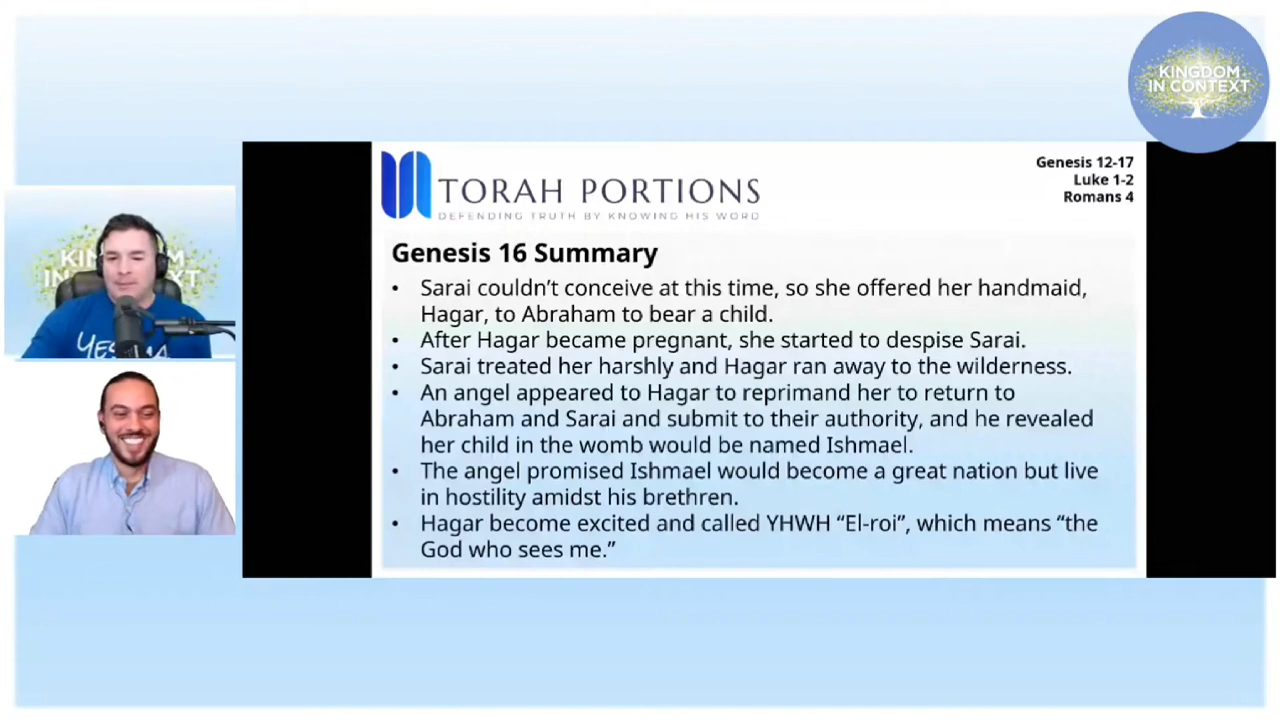 KINGDOM
IN CONTEXT
TORAH PORTIONS
DEFENDING TRUTH BY KNOWING HIS WORD
Genesis 12-17
Luke 1-2
Romans 4
Genesis 16 Summary
• Sarai couldn't conceive at this time, so she offered her handmaid,
Hagar, to Abraham to bear a child.
• After Hagar became pregnant, she started to despise Sarai.
• Sarai treated her harshly and Hagar ran away to the wilderness.
• An angel appeared to Hagar to reprimand her to return to
Abraham and Sarai and submit to their authority, and he revealed
her child in the womb would be named Ishmael.
• The angel promised Ishmael would become a great nation but live
in hostility amidst his brethren.
• Hagar become excited and called YHWH “El-roi”, which means “the
God who sees me.”